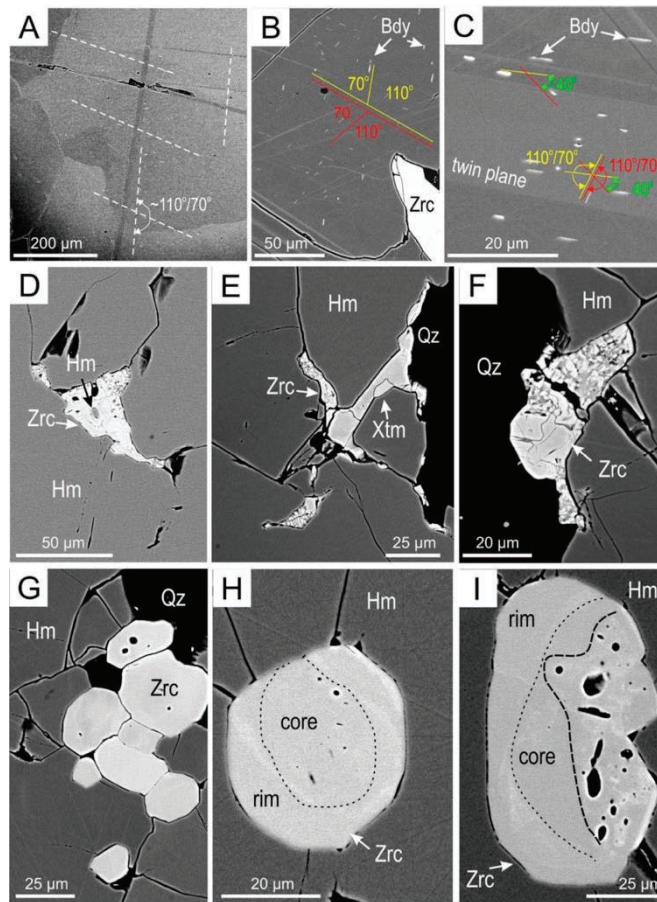 A
110°/70°
200 µm
B
Bdy
70°
110°
70
110°
Zrc
50 µm
C
Bdy
40°
110°/70°
110°/70
40°
twin plane
20 µm
D
Hm
Zrc
Hm
50 µm
E
Hm
Qz
Zrc
Xtm
25 µm
F
Hm
Qz
Zrc
20 µm
G
Qz
Hm
Zrc
25 µm
H
Hm
core
rim
Zrc
20 µm
I
Hm
rim
core
Zrc
25 µm